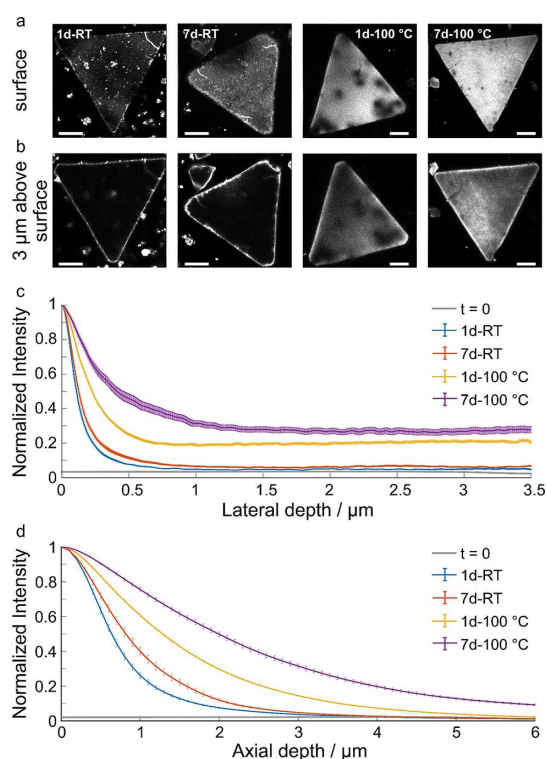 a
1d-RT
7d-RT
1d-100 °C
7d-100 °C
surface
b
3 µm above
surface
c
1
0.8
0.6
0.4
0.2
0
Normalized Intensity
t = 0
1d-RT
7d-RT
1d-100 °C
7d-100 °C
0
0.5
1
1.5
2
2.5
3
3.5
Lateral depth / µm
d
1
0.8
0.6
0.4
0.2
0
Normalized Intensity
t = 0
1d-RT
7d-RT
1d-100 °C
7d-100 °C
0
1
2
3
4
5
6
Axial depth / µm